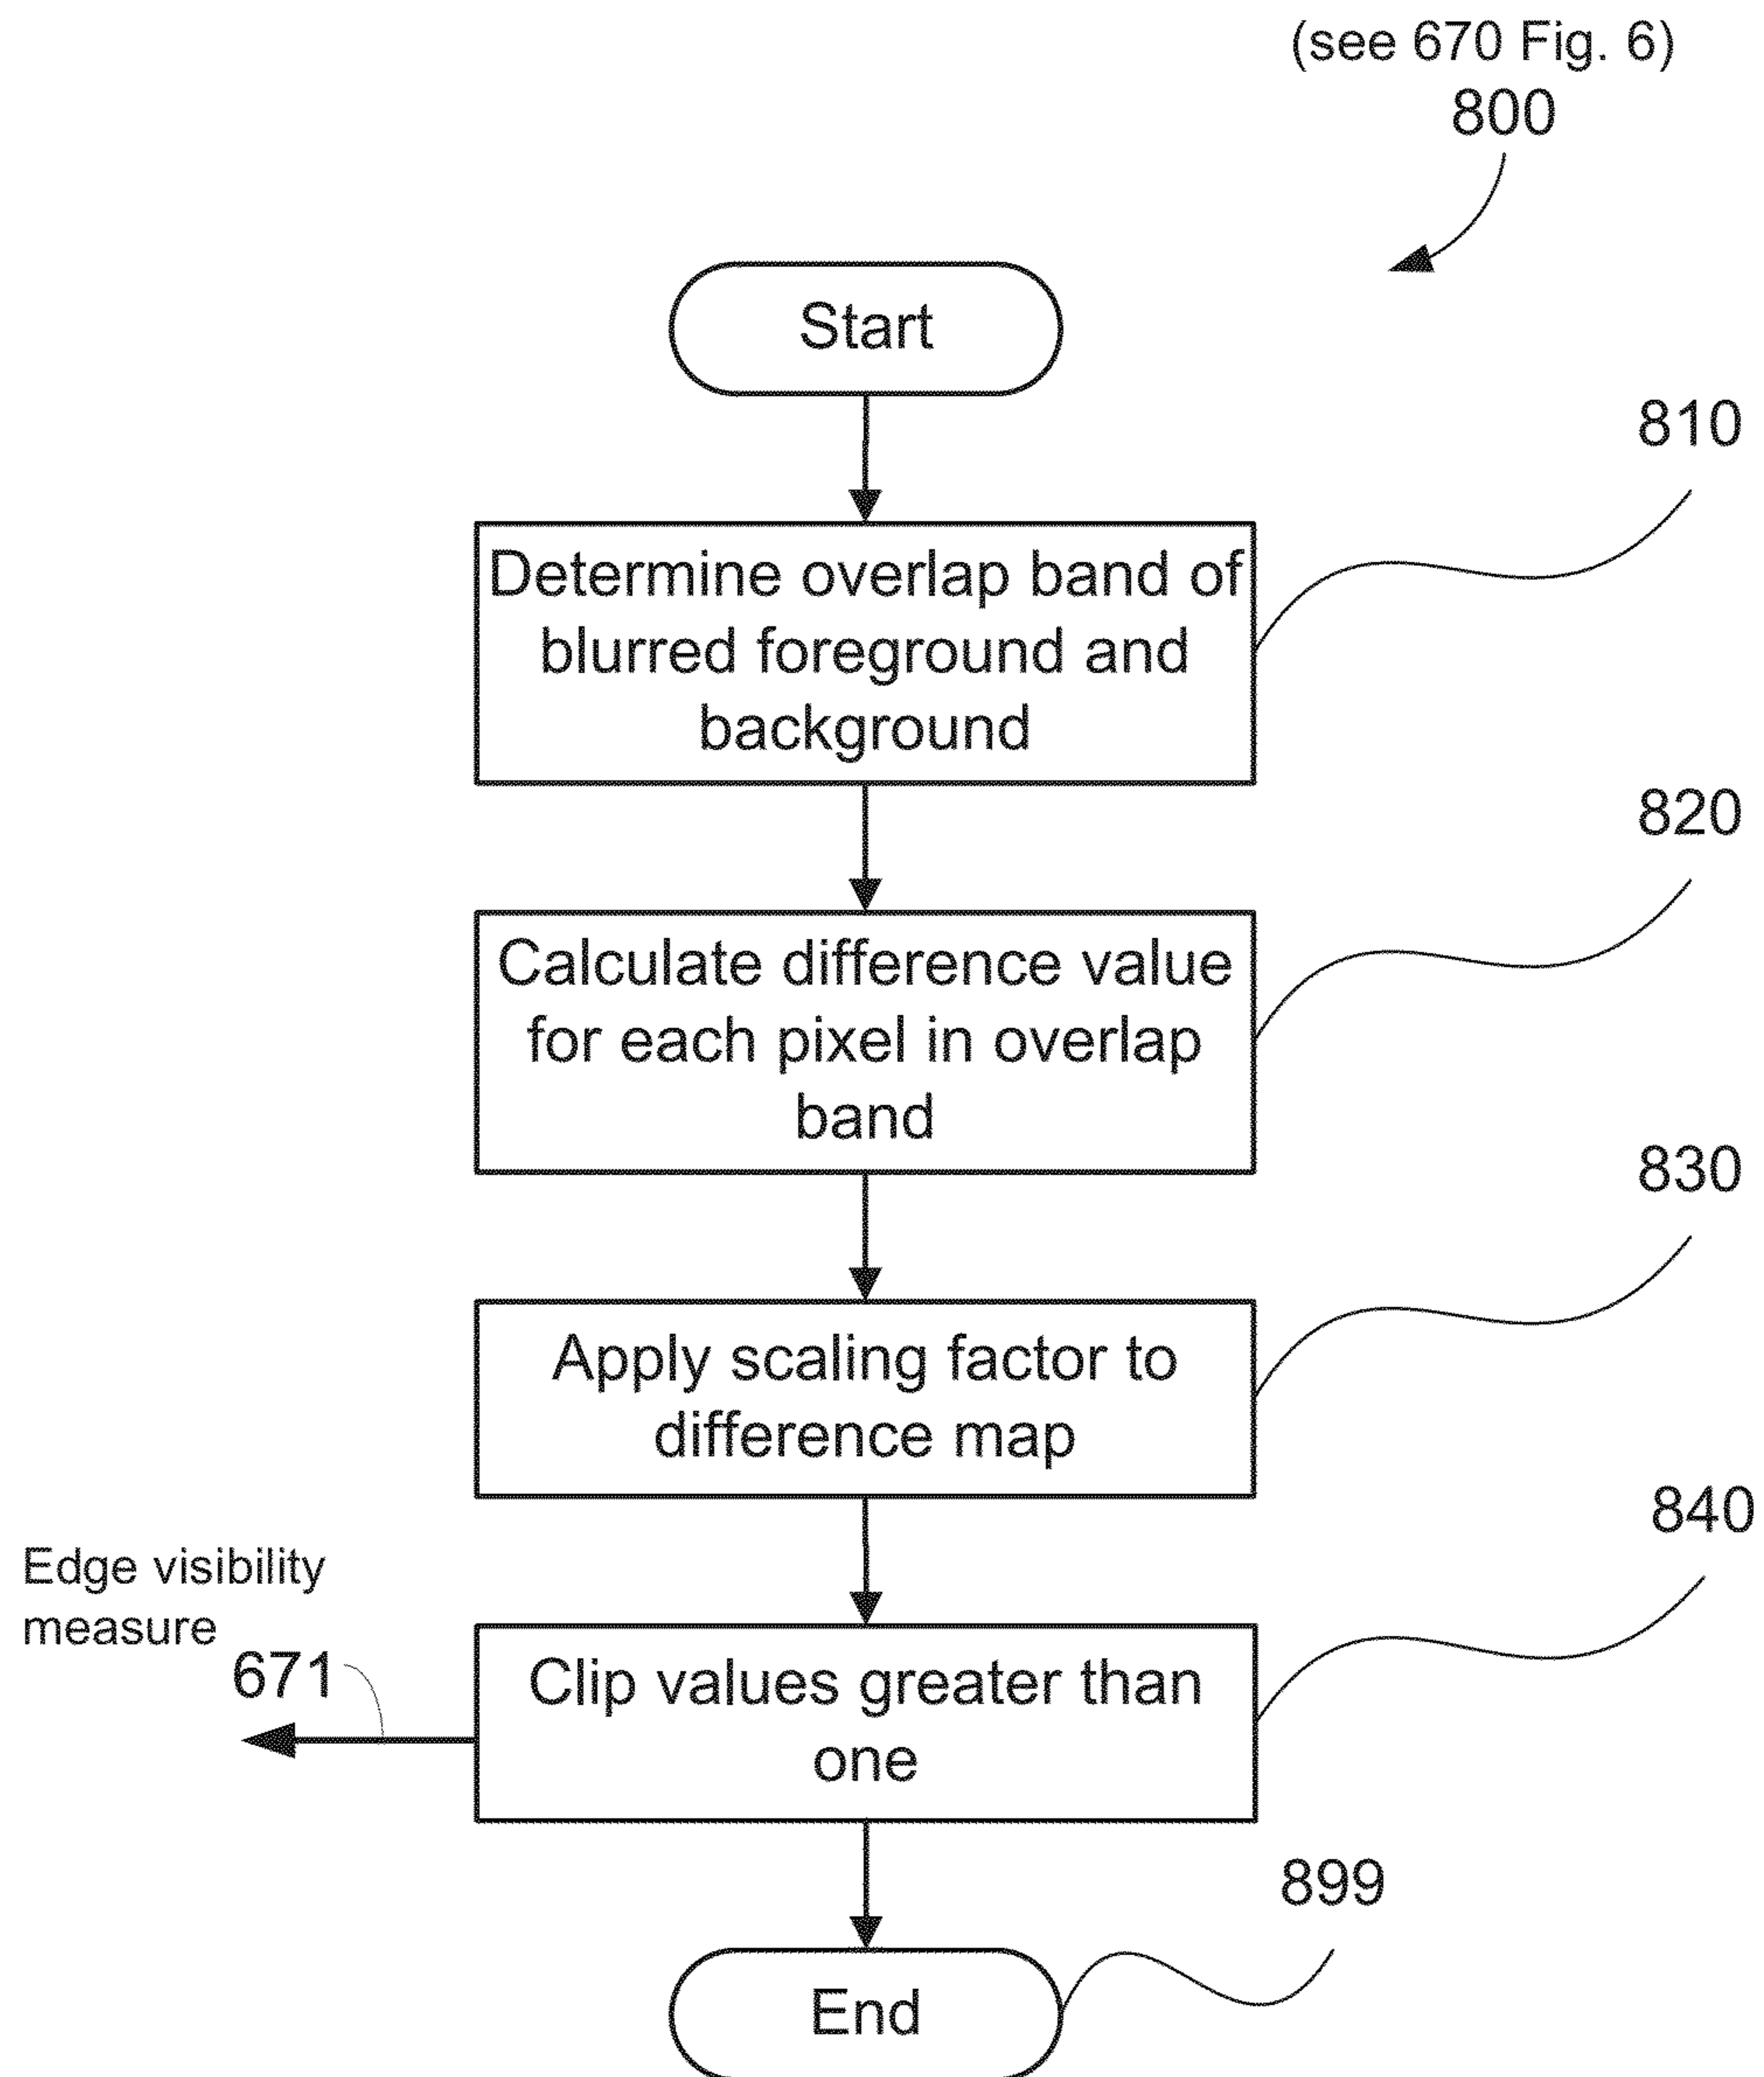 (see 670 Fig. 6)
800
Start
810
Determine overlap band of
blurred foreground and
background
820
Calculate difference value
for each pixel in overlap
band
830
Apply scaling factor to
difference map
840
Edge visibility
measure
671
Clip values greater than
one
899
End